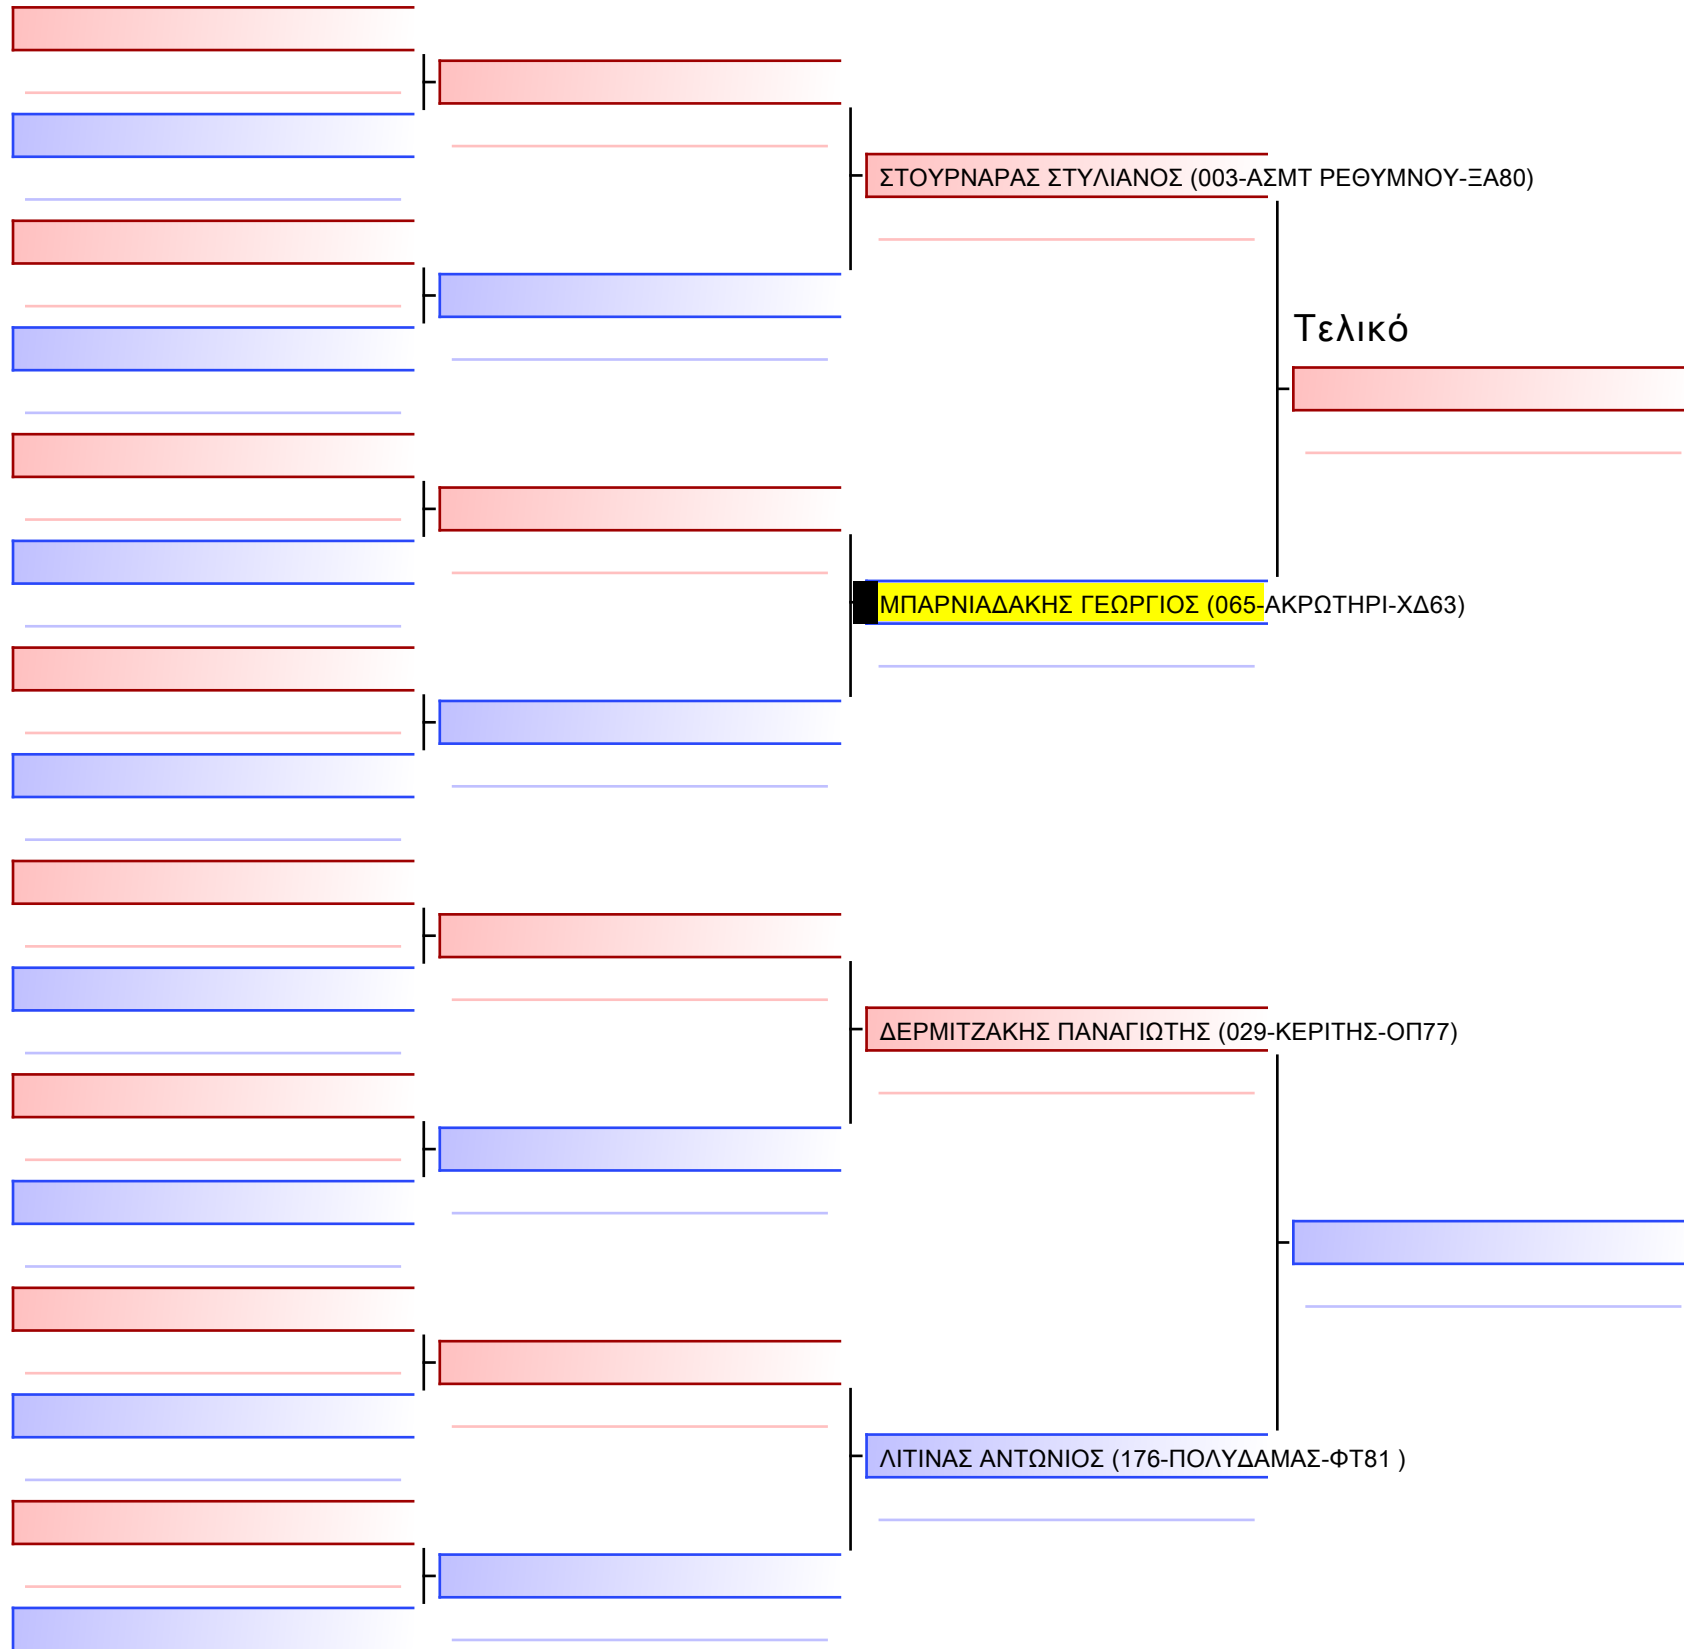 ΣΤΟΥΡΝΑΡΑΣ ΣΤΥΛΙΑΝΟΣ (003-ΑΣΜΤ ΡΕΘΥΜΝΟΥ-ΞΑ80)
Τελικό
ΜΠΑΡΝΙΑΔΑΚΗΣ ΓΕΩΡΓΙΟΣ (065-ΑΚΡΩΤΗΡΙ-ΧΔ63)
ΔΕΡΜΙΤΖΑΚΗΣ ΠΑΝΑΓΙΩΤΗΣ (029-ΚΕΡΙΤΗΣ-ΟΠ77)
ΛΙΤΙΝΑΣ ΑΝΤΩΝΙΟΣ (176-ΠΟΛΥΔΑΜΑΣ-ΦΤ81 )